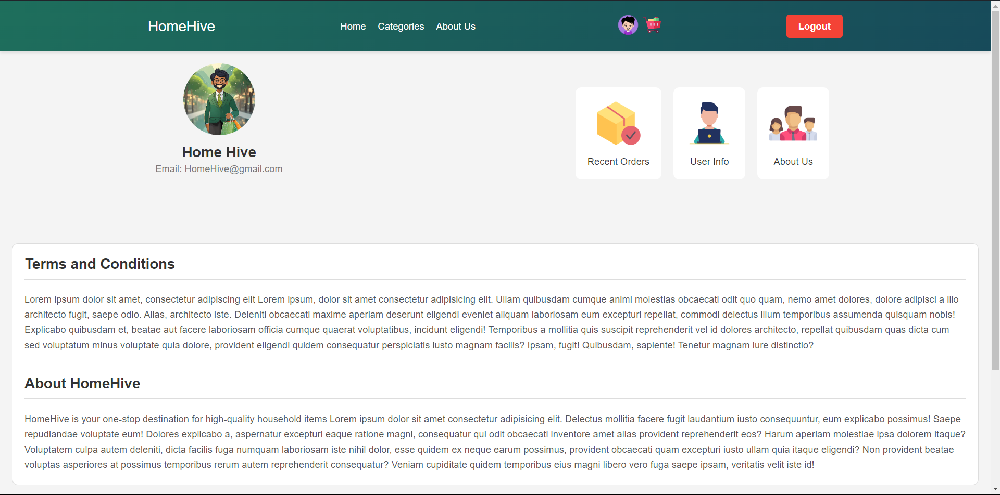 HomeHive
Home Categories About Us
Logout
Home Hive
Email: HomeHive@gmail.com
Recent Orders
User Info
About Us
Terms and Conditions
Lorem ipsum dolor sit amet, consectetur adipiscing elit Lorem ipsum, dolor sit amet consectetur adipisicing elit. Ullam quibusdam cumque animi molestias obcaecati odit quo quam, nemo amet dolores, dolore adipisci a illo
architecto fugit, saepe odio. Alias, architecto iste. Deleniti obcaecati maxime aperiam deserunt eligendi eveniet aliquam laboriosam eum excepturi repellat, commodi delectus illum temporibus assumenda quisquam nobis!
Explicabo quibusdam et, beatae aut facere laboriosam officia cumque quaerat voluptatibus, incidunt eligendi! Temporibus a mollitia quis suscipit reprehenderit vel id dolores architecto, repellat quibusdam quas dicta cum
sed voluptatum minus voluptate quia dolore, provident eligendi quidem consequatur perspiciatis iusto magnam facilis? Ipsam, fugit! Quibusdam, sapiente! Tenetur magnam iure distinctio?
About HomeHive
HomeHive is your one-stop destination for high-quality household items Lorem ipsum dolor sit amet consectetur adipisicing elit. Delectus mollitia facere fugit laudantium iusto consequuntur, eum explicabo possimus! Saepe
repudiandae voluptate eum! Dolores explicabo a, aspernatur excepturi eaque ratione magni, consequatur qui odit obcaecati inventore amet alias provident reprehenderit eos? Harum aperiam molestiae ipsa dolorem itaque?
Voluptatem culpa autem deleniti, dicta facilis fuga numquam laboriosam iste nihil dolor, esse quidem ex neque earum possimus, provident obcaecati quam excepturi iusto ullam quia itaque eligendi? Non provident beatae
voluptas asperiores at possimus temporibus rerum autem reprehenderit consequatur? Veniam cupiditate quidem temporibus eius magni libero vero fuga saepe ipsam, veritatis velit iste id!